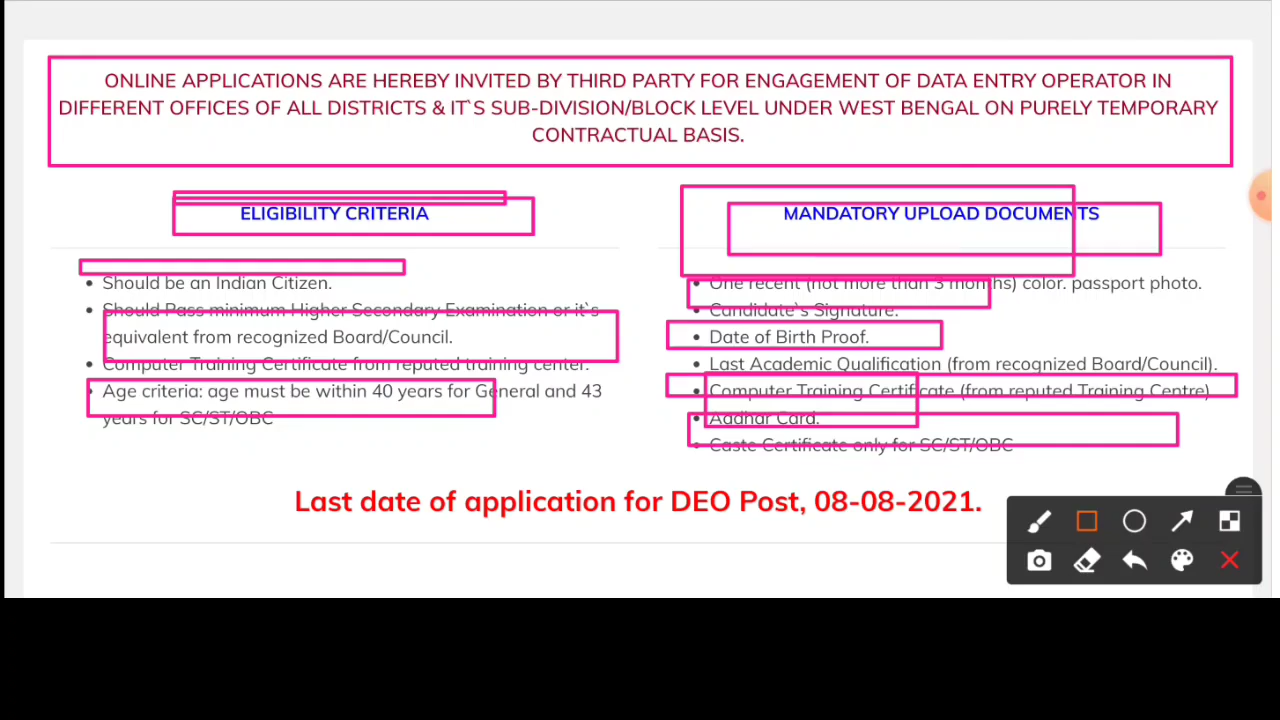 ONLINE APPLICATIONS ARE HEREBY INVITED BY THIRD PARTY FOR ENGAGEMENT OF DATA ENTRY OPERATOR IN
DIFFERENT OFFICES OF ALL DISTRICTS & IT`S SUB-DIVISION/BLOCK LEVEL UNDER WEST BENGAL ON PURELY TEMPORARY
CONTRACTUAL BASIS.
ELIGIBILITY CRITERIA
• Should be an Indian Citizen.
• Should Pass minimum Higher Secondary Examination or it`s
equivalent from recognized Board/Council.
• Computer Training Certificate from reputed training center.
• Age criteria: age must be within 40 years for General and 43
years for SC/ST/OBC
MANDATORY UPLOAD DOCUMENTS
• One recent (not more than 3 months) color. passport photo.
• Candidate`s Signature.
• Date of Birth Proof.
• Last Academic Qualification (from recognized Board/Council).
• Computer Training Certificate (from reputed Training Centre)
• Aadhar Card.
• Caste Certificate only for SC/ST/OBC
Last date of application for DEO Post, 08-08-2021.